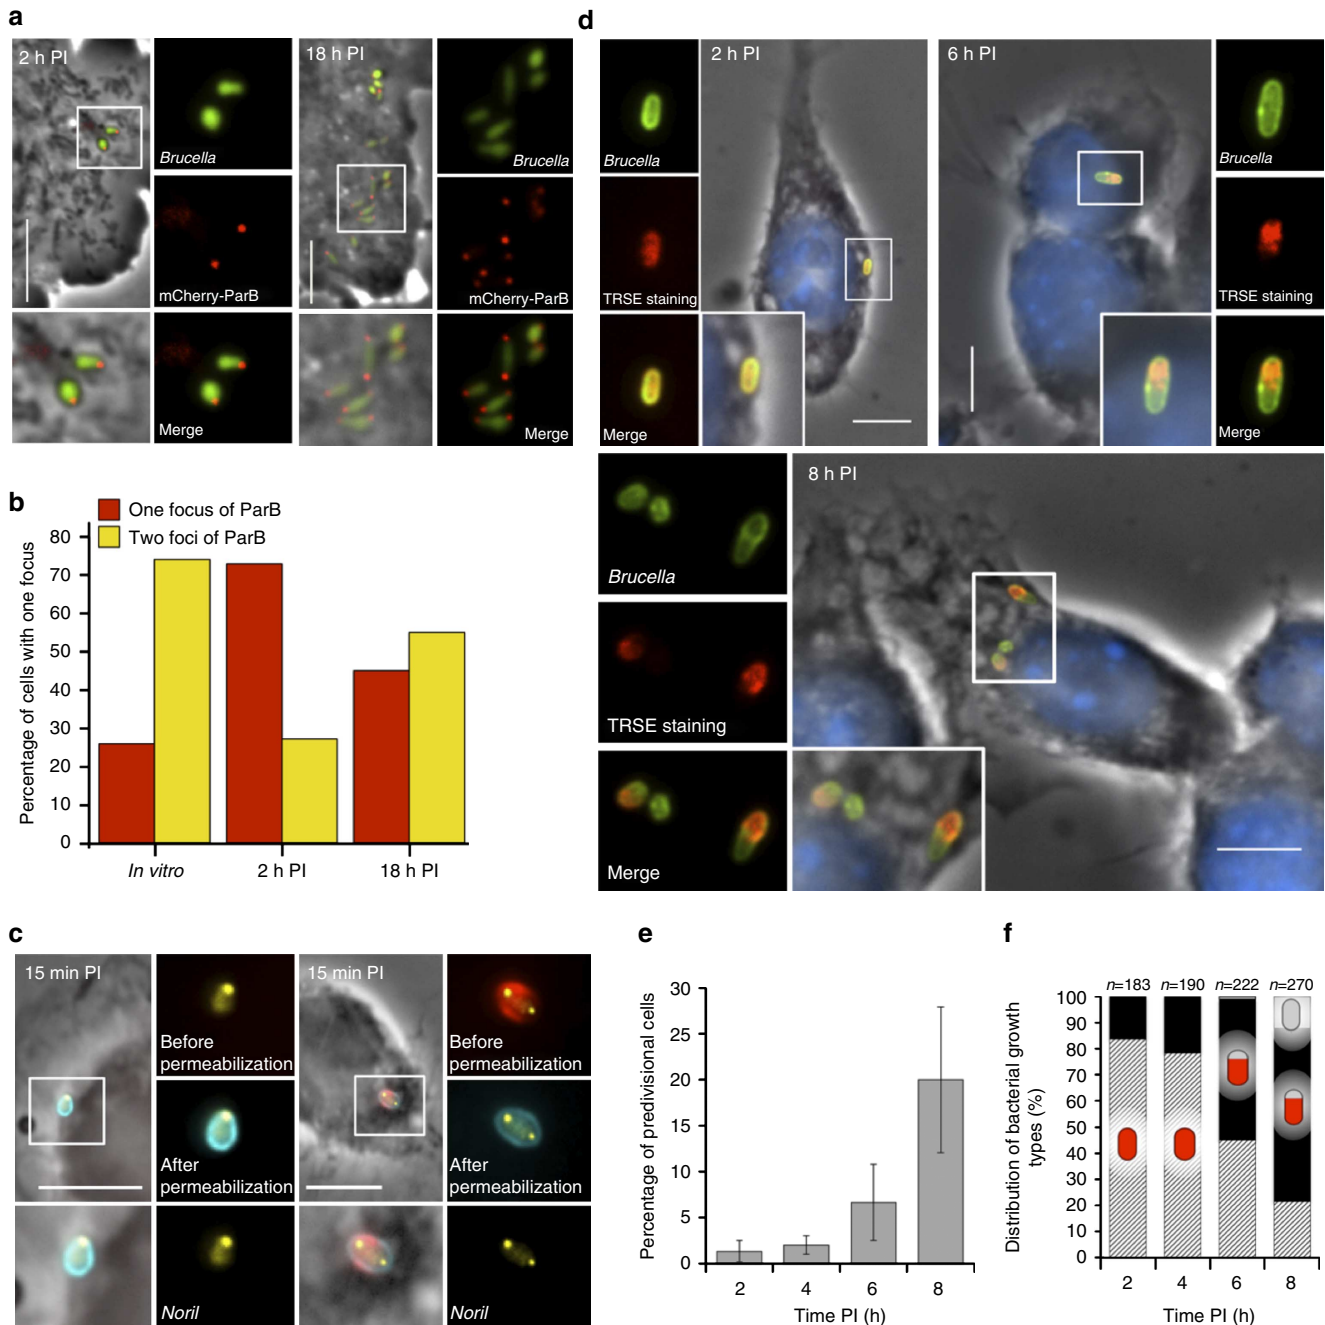 a
2 h PI
Brucella
mCherry-ParB
Merge
18 h PI
Brucella
mCherry-ParB
Merge
b
One focus of ParB
Two foci of ParB
Percentage of cells with one focus
80
70
60
50
40
30
20
10
0
In vitro
2 h PI
18 h PI
c
15 min PI
Before
permeabilization
After
permeabilization
Noril
15 min PI
Before
permeabilization
After
permeabilization
Noril
d
Brucella
TRSE staining
Merge
2 h PI
6 h PI
Brucella
TRSE staining
Merge
Brucella
TRSE staining
Merge
8 h PI
e
Percentage of predivisional cells
30
25
20
15
10
5
0
2
4
6
8
Time PI (h)
f
n=183
n=190
n=222
n=270
Distribution of bacterial growth
types (%)
100
90
80
70
60
50
40
30
20
10
0
2
4
6
8
Time PI (h)